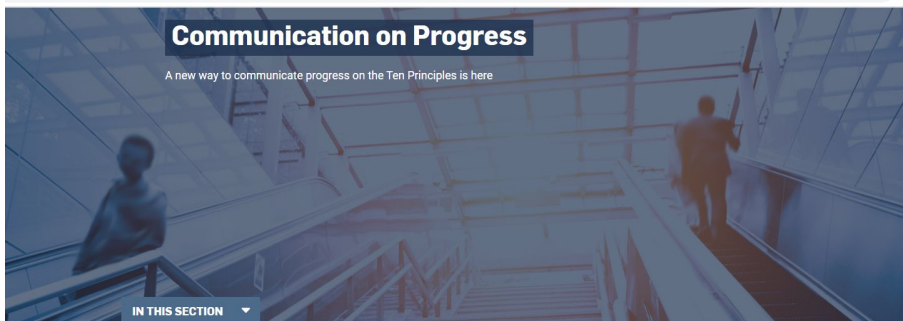 Communication on Progress
A new way to communicate progress on the Ten Principles is here
IN THIS SECTION